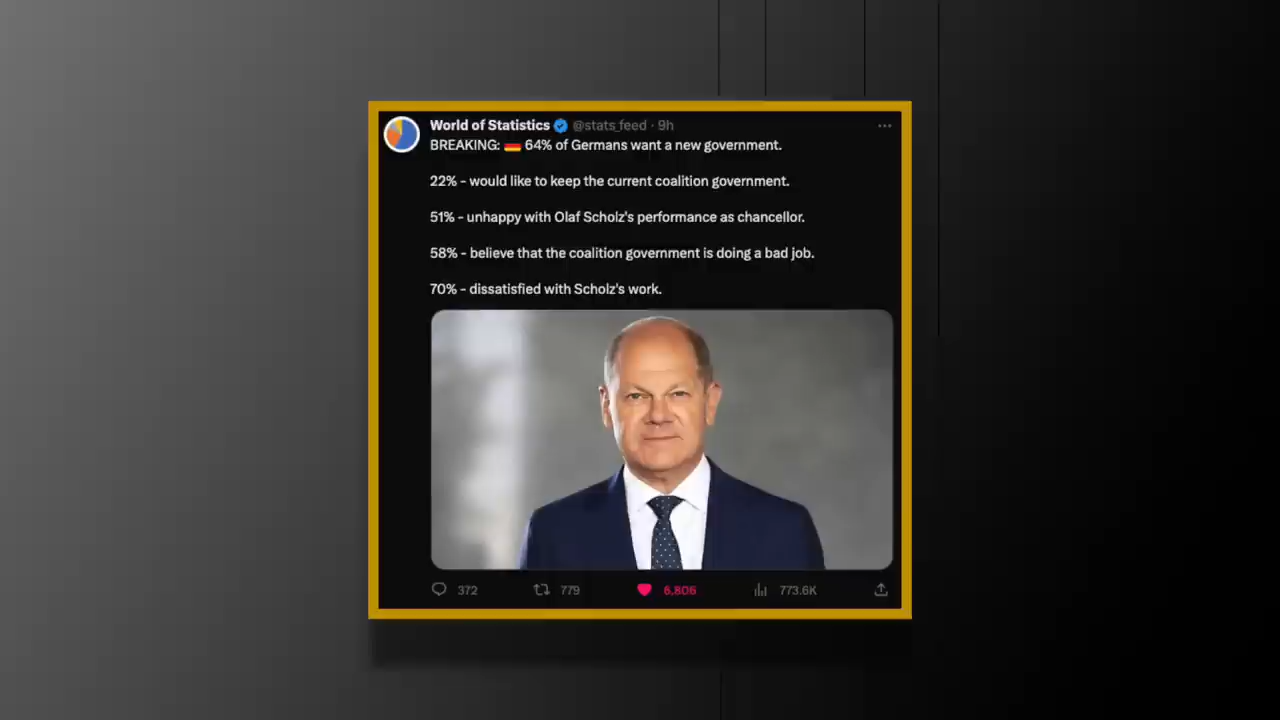 World of Statistics @stats_feed · 9h
BREAKING: 🇩🇪 64% of Germans want a new government.
22% - would like to keep the current coalition government.
51% - unhappy with Olaf Scholz's performance as chancellor.
58% - believe that the coalition government is doing a bad job.
70% - dissatisfied with Scholz's work.
372 779 6,806 773.6K